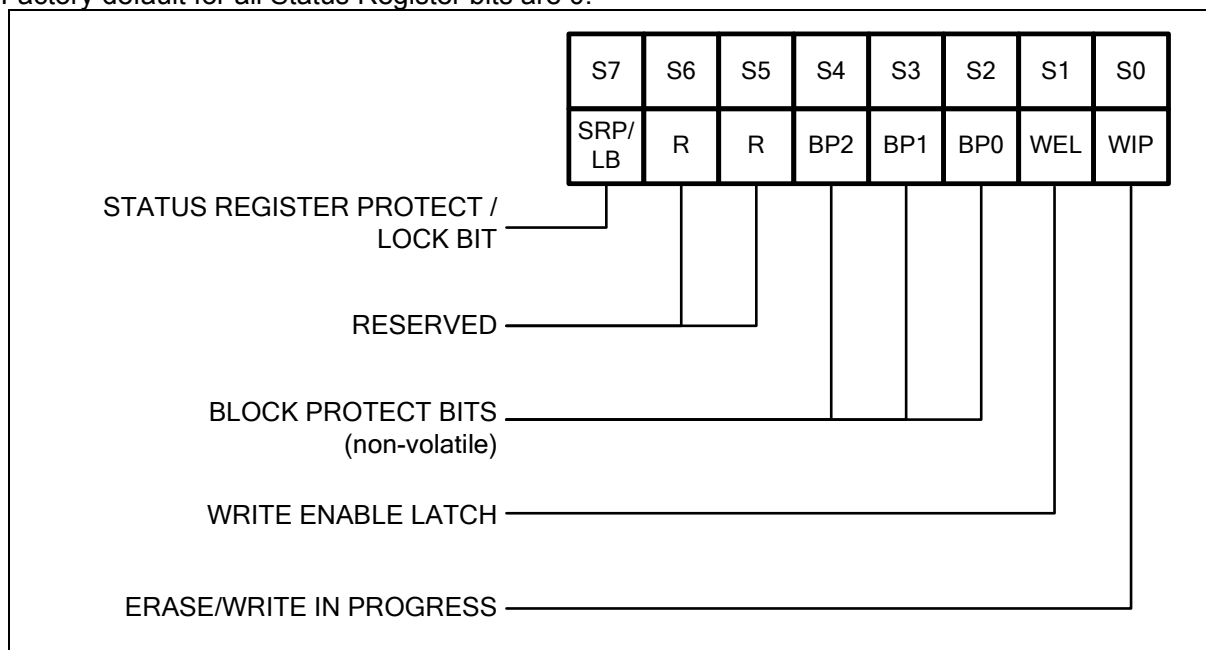 Factory default for all Status Register bits are 0.
S7 S6 S5 S4 S3 S2 S1 S0
SRP/ LB R R BP2 BP1 BP0 WEL WIP
STATUS REGISTER PROTECT /
LOCK BIT
RESERVED
BLOCK PROTECT BITS
(non-volatile)
WRITE ENABLE LATCH
ERASE/WRITE IN PROGRESS